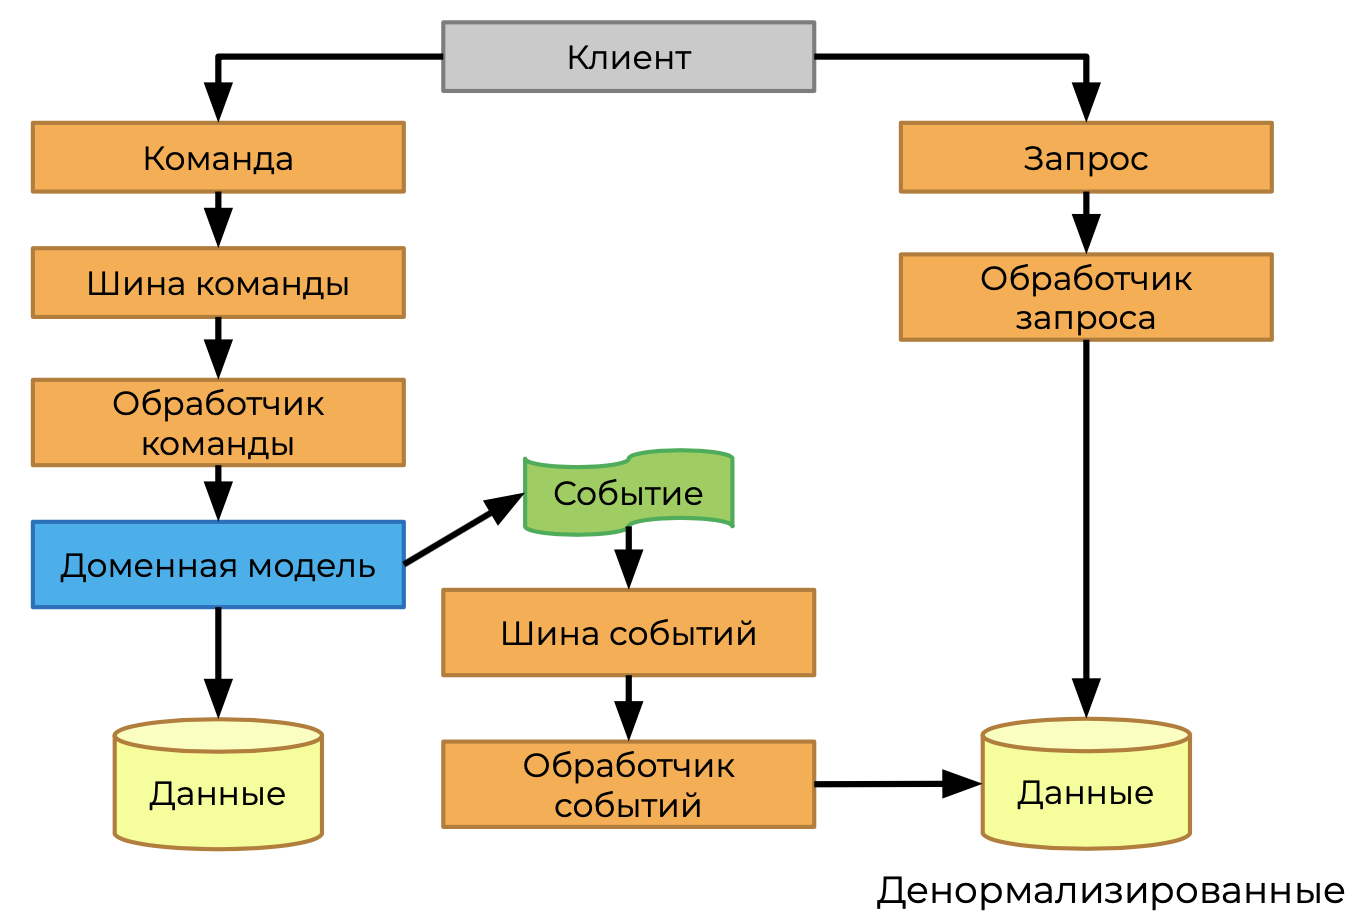 Клиент
Команда
Запрос
Шина команды
Обработчик
запроса
Обработчик
команды
Событие
Доменная модель
Шина событий
Обработчик
событий
Данные
Данные
Денормализированные